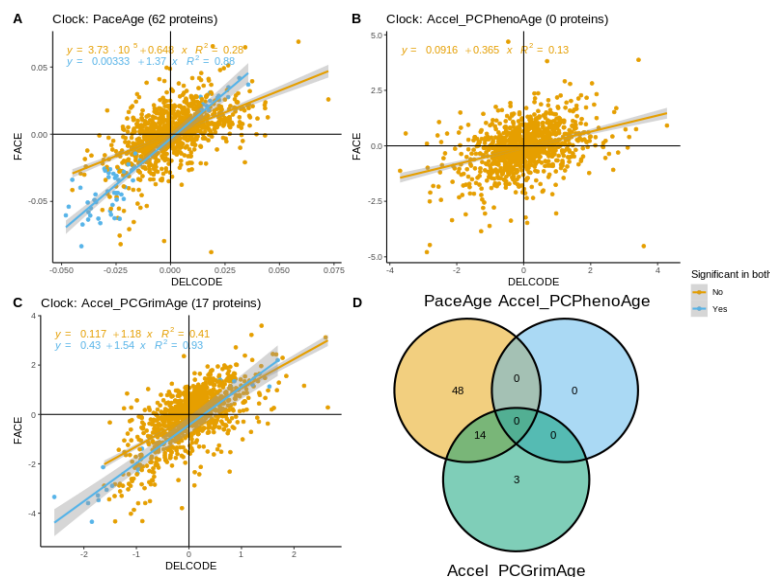 A Clock: PaceAge (62 proteins)
y = 3.73 · 10⁻⁵ +0.648 x R² = 0.28
y = 0.00333 +1.37 x R² = 0.88
0.05
0.00
-0.05
FACE
-0.050 -0.025 0.000 0.025 0.050 0.075
DELCODE
B Clock: Accel_PCPhenoAge (0 proteins)
y = 0.0916 +0.365 x R² = 0.13
5.0
2.5
0.0
-2.5
-5.0
FACE
-4 -2 0 2 4
DELCODE
Significant in both
No
Yes
C Clock: Accel_PCGrimAge (17 proteins)
y = 0.117 +1.18 x R² = 0.41
y = 0.43 +1.54 x R² = 0.93
4
2
0
-2
-4
FACE
-2 -1 0 1 2
DELCODE
D
PaceAge Accel_PCPhenoAge
48 0 0
0
14 0
3
Accel_PCGrimAge